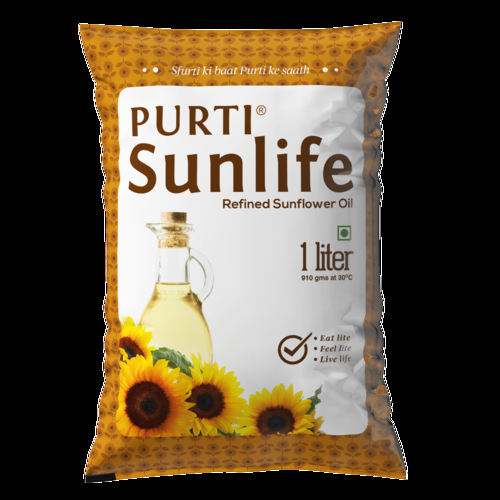 • • Sfurti ki baat Purti ke saath • •
PURTI®
Sunlife
Refined Sunflower Oil
1 liter
910 gms at 30°C
• Eat lite
• Feel lite
• Live life